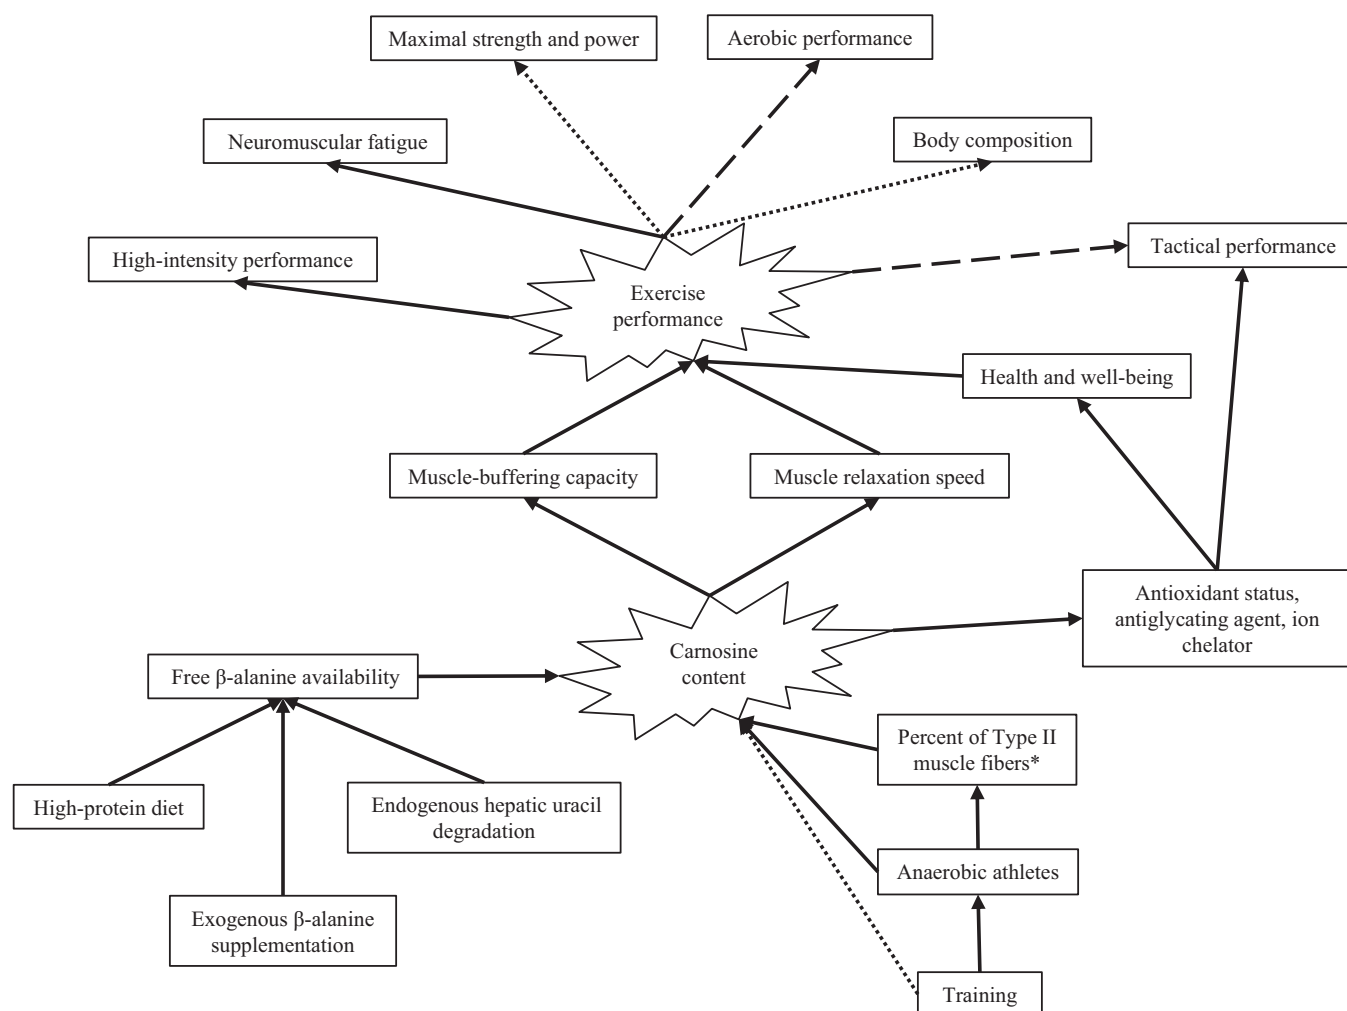 Maximal strength and power
Aerobic performance
Neuromuscular fatigue
Body composition
High-intensity performance
Tactical performance
Exercise
performance
Health and well-being
Muscle-buffering capacity
Muscle relaxation speed
Antioxidant status,
antiglycating agent, ion
chelator
Carnosine
content
Free β-alanine availability
Percent of Type II
muscle fibers*
High-protein diet
Endogenous hepatic uracil
degradation
Anaerobic athletes
Exogenous β-alanine
supplementation
Training